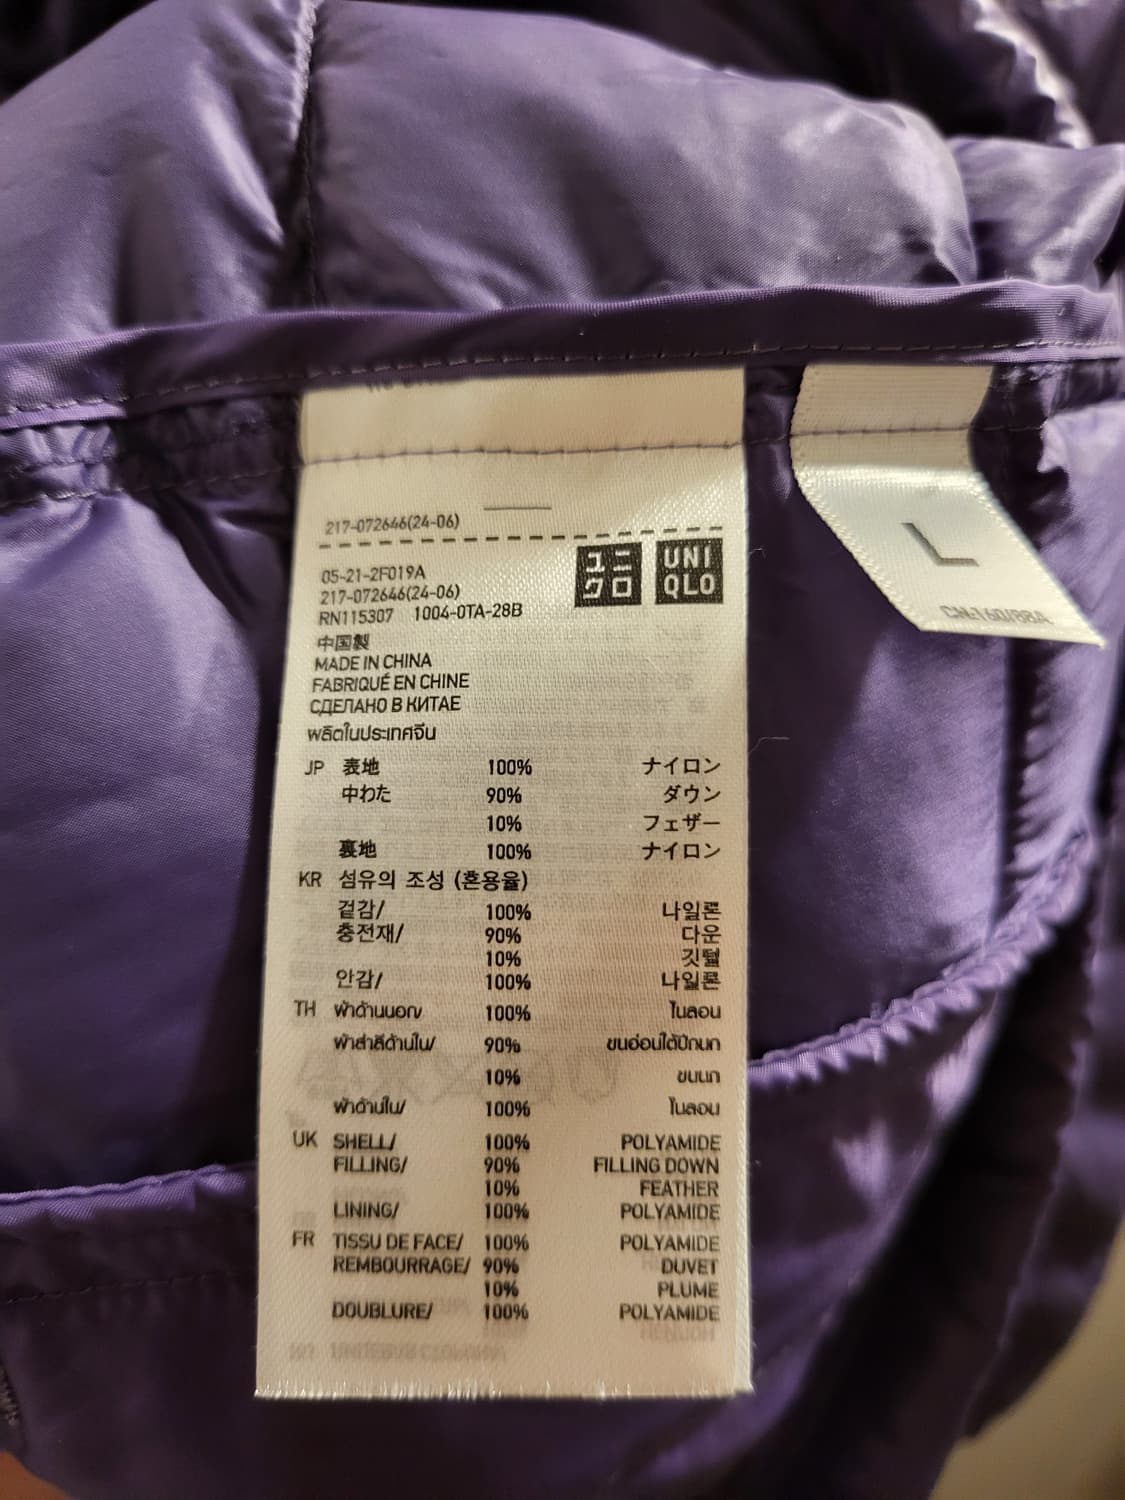 217-072646(24-06)
05-21-2F019A
217-072646(24-06)
RN115307 1004-0TA-28B
ユニ
クロ
UNI
QLO
L
CN:160/88A
中国製
MADE IN CHINA
FABRIQUÉ EN CHINE
СДЕЛАНО В КИТАЕ
ผลิตในประเทศจีน
JP 表地 100% ナイロン
中わた 90% ダウン
10% フェザー
裏地 100% ナイロン
KR 섬유의 조성 (혼용율)
겉감/ 100% 나일론
충전재/ 90% 다운
10% 깃털
안감/ 100% 나일론
TH ผ้าด้านนอก/ 100% ไนลอน
ผ้าสำลีด้านใน/ 90% ขนอ่อนใต้ปีกนก
10% ขนนก
ผ้าด้านใน/ 100% ไนลอน
UK SHELL/ 100% POLYAMIDE
FILLING/ 90% FILLING DOWN
10% FEATHER
LINING/ 100% POLYAMIDE
FR TISSU DE FACE/ 100% POLYAMIDE
REMBOURRAGE/ 90% DUVET
10% PLUME
DOUBLURE/ 100% POLYAMIDE